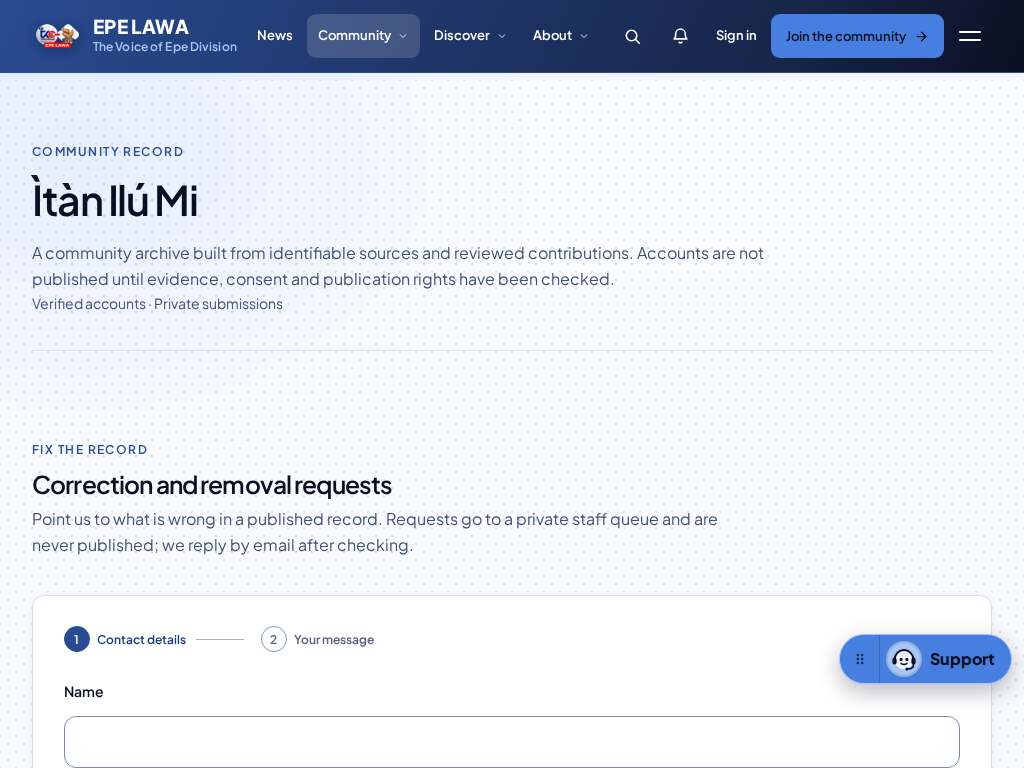 EPE LAWA
The Voice of Epe Division
News
Community
Discover
About
Sign in
Join the community
COMMUNITY RECORD
Ìtàn Ilú Mi
A community archive built from identifiable sources and reviewed contributions. Accounts are not
published until evidence, consent and publication rights have been checked.
Verified accounts · Private submissions
FIX THE RECORD
Correction and removal requests
Point us to what is wrong in a published record. Requests go to a private staff queue and are
never published; we reply by email after checking.
1 Contact details
2 Your message
Support
Name